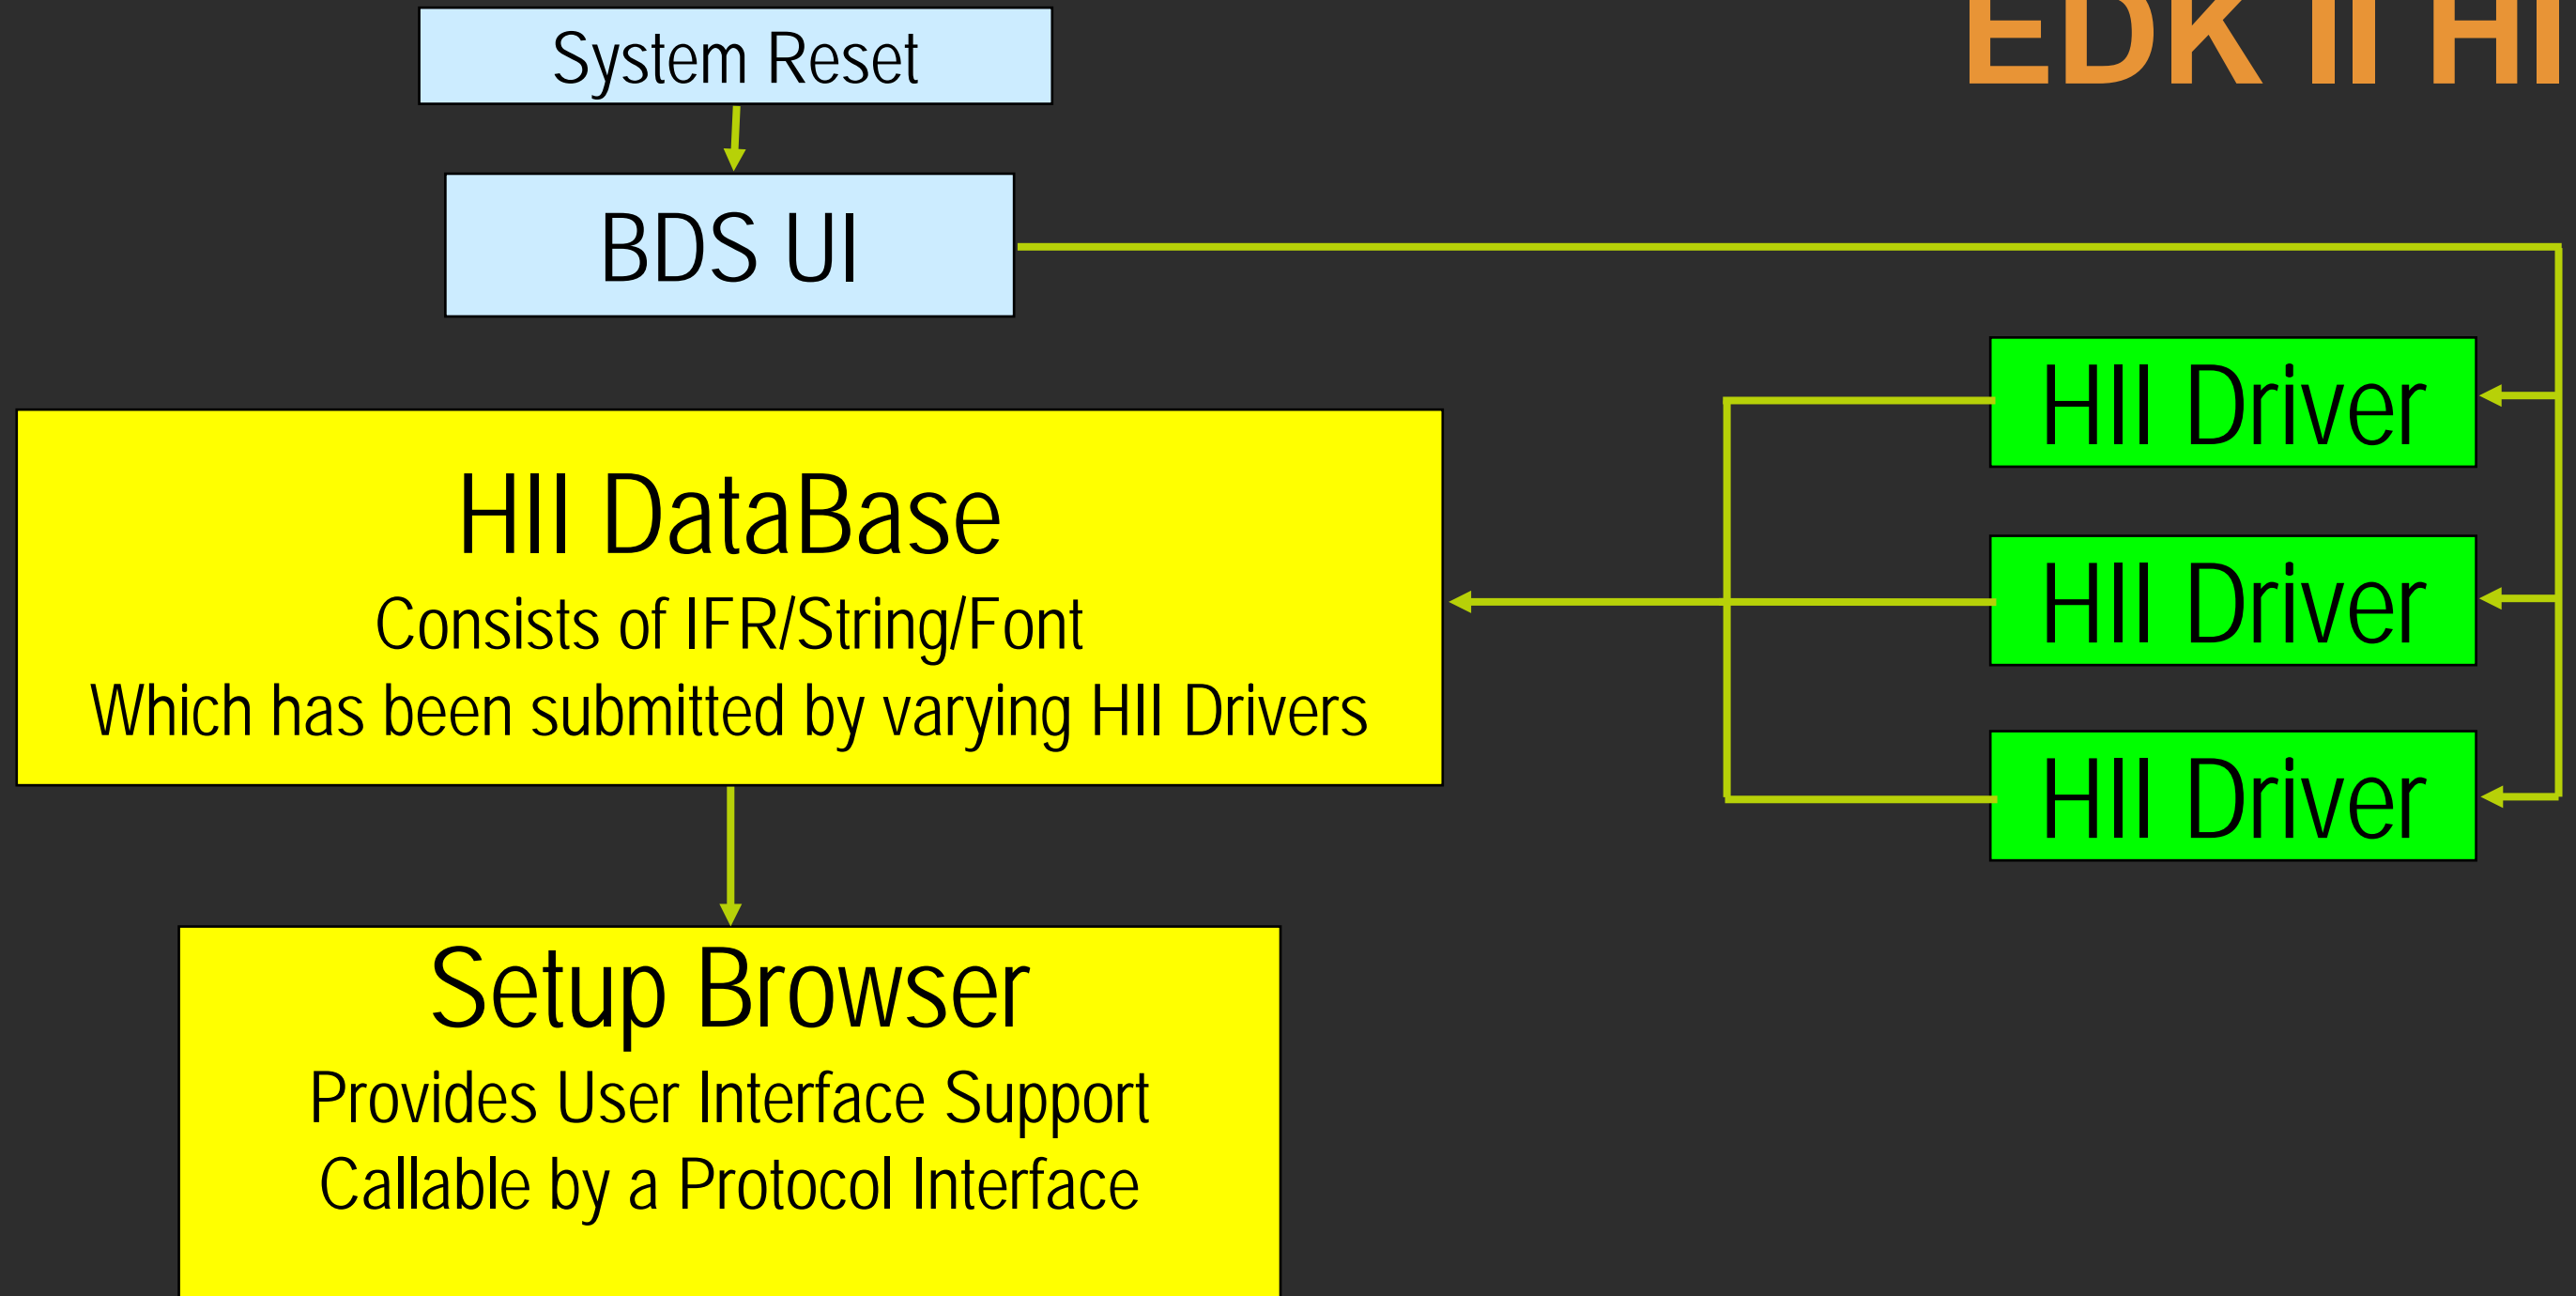 EDK II HI
System Reset
BDS UI
HII Driver
HII DataBase
Consists of IFR/String/Font
Which has been submitted by varying HII Drivers
HII Driver
HII Driver
Setup Browser
Provides User Interface Support
Callable by a Protocol Interface